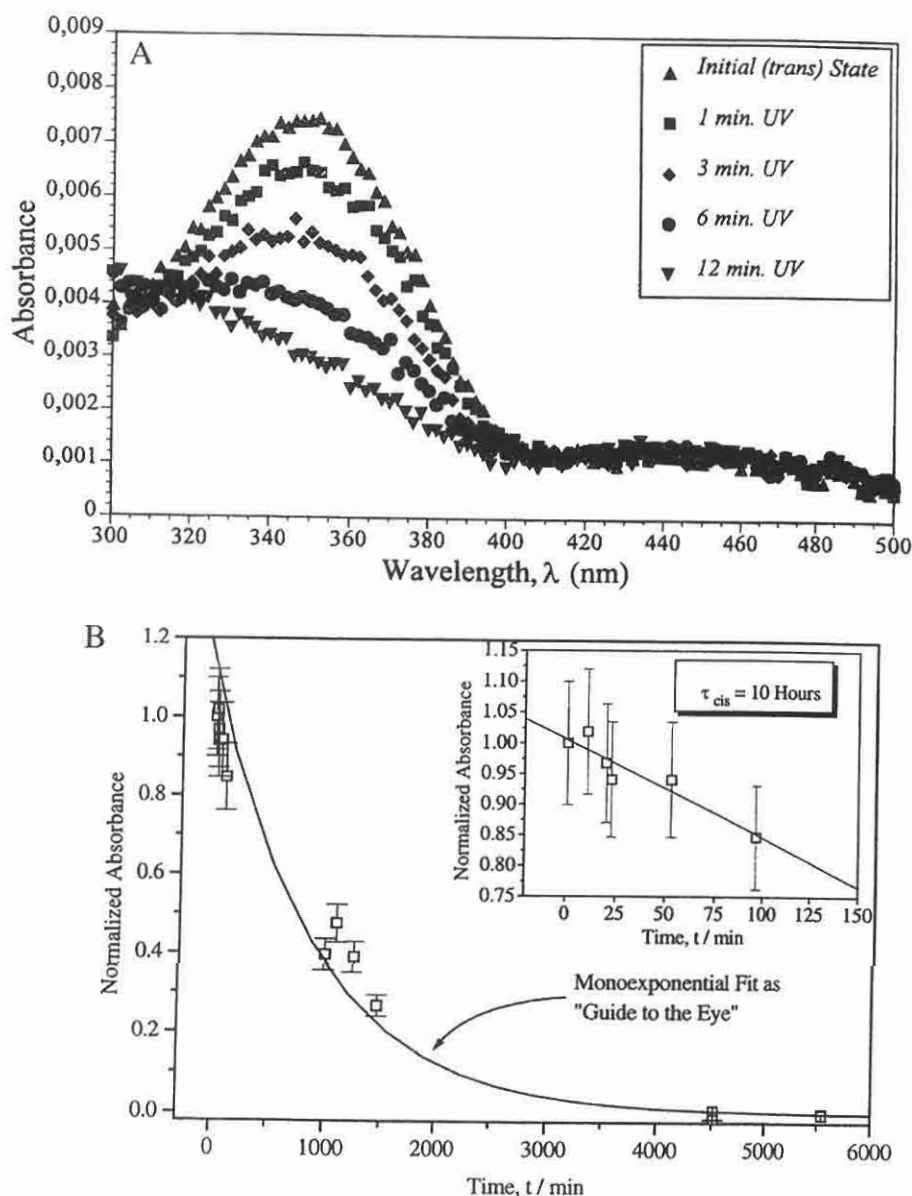 A
0,009
0,008
0,007
0,006
0,005
0,004
0,003
0,002
0,001
0
Absorbance
300 320 340 360 380 400 420 440 460 480 500
Wavelength, λ (nm)
Initial (trans) State
1 min. UV
3 min. UV
6 min. UV
12 min. UV
B
1.2
1.0
0.8
0.6
0.4
0.2
0.0
Normalized Absorbance
0 1000 2000 3000 4000 5000 6000
Time, t / min
Monoexponential Fit as
"Guide to the Eye"
1.15
1.10
1.05
1.00
0.95
0.90
0.85
0.80
0.75
Normalized Absorbance
0 25 50 75 100 125 150
Time, t / min
τ cis = 10 Hours